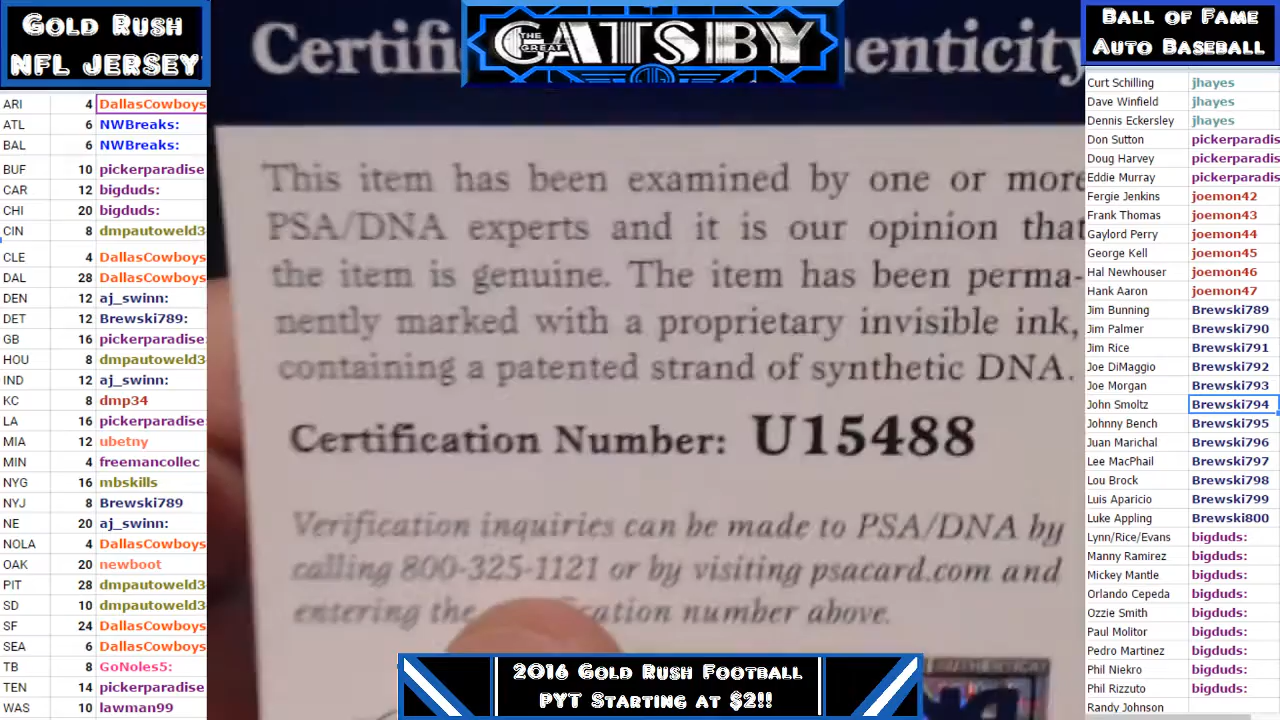 Gold Rush
NFL Jersey
ARI 4 DallasCowboys
ATL 6 NWBreaks:
BAL 6 NWBreaks:
BUF 10 pickerparadise
CAR 12 bigduds:
CHI 20 bigduds:
CIN 8 dmpautoweld3
CLE 4 DallasCowboys
DAL 28 DallasCowboys
DEN 12 aj_swinn:
DET 12 Brewski789:
GB 16 pickerparadise:
HOU 8 dmpautoweld3
IND 12 aj_swinn:
KC 8 dmp34
LA 16 pickerparadise:
MIA 12 ubetny
MIN 4 freemancollec
NYG 16 mbskills
NYJ 8 Brewski789
NE 20 aj_swinn:
NOLA 4 DallasCowboys
OAK 20 newboot
PIT 28 dmpautoweld3
SD 10 dmpautoweld3
SF 24 DallasCowboys
SEA 6 DallasCowboys
TB 8 GoNoles5:
TEN 14 pickerparadise
WAS 10 lawman99
THE GREAT GATSBY
Certifi enticity
This item has been examined by one or more
PSA/DNA experts and it is our opinion that
the item is genuine. The item has been perma-
nently marked with a proprietary invisible ink,
containing a patented strand of synthetic DNA.
Certification Number: U15488
Verification inquiries can be made to PSA/DNA by
calling 800-325-1121 or by visiting psacard.com and
entering the cation number above.
2016 Gold Rush Football
PYT Starting at $2!!
Ball of Fame
Auto Baseball
Curt Schilling jhayes
Dave Winfield jhayes
Dennis Eckersley jhayes
Don Sutton pickerparadis
Doug Harvey pickerparadis
Eddie Murray pickerparadis
Fergie Jenkins joemon42
Frank Thomas joemon43
Gaylord Perry joemon44
George Kell joemon45
Hal Newhouser joemon46
Hank Aaron joemon47
Jim Bunning Brewski789
Jim Palmer Brewski790
Jim Rice Brewski791
Joe DiMaggio Brewski792
Joe Morgan Brewski793
John Smoltz Brewski794
Johnny Bench Brewski795
Juan Marichal Brewski796
Lee MacPhail Brewski797
Lou Brock Brewski798
Luis Aparicio Brewski799
Luke Appling Brewski800
Lynn/Rice/Evans bigduds:
Manny Ramirez bigduds:
Mickey Mantle bigduds:
Orlando Cepeda bigduds:
Ozzie Smith bigduds:
Paul Molitor bigduds:
Pedro Martinez bigduds:
Phil Niekro bigduds:
Phil Rizzuto bigduds:
Randy Johnson